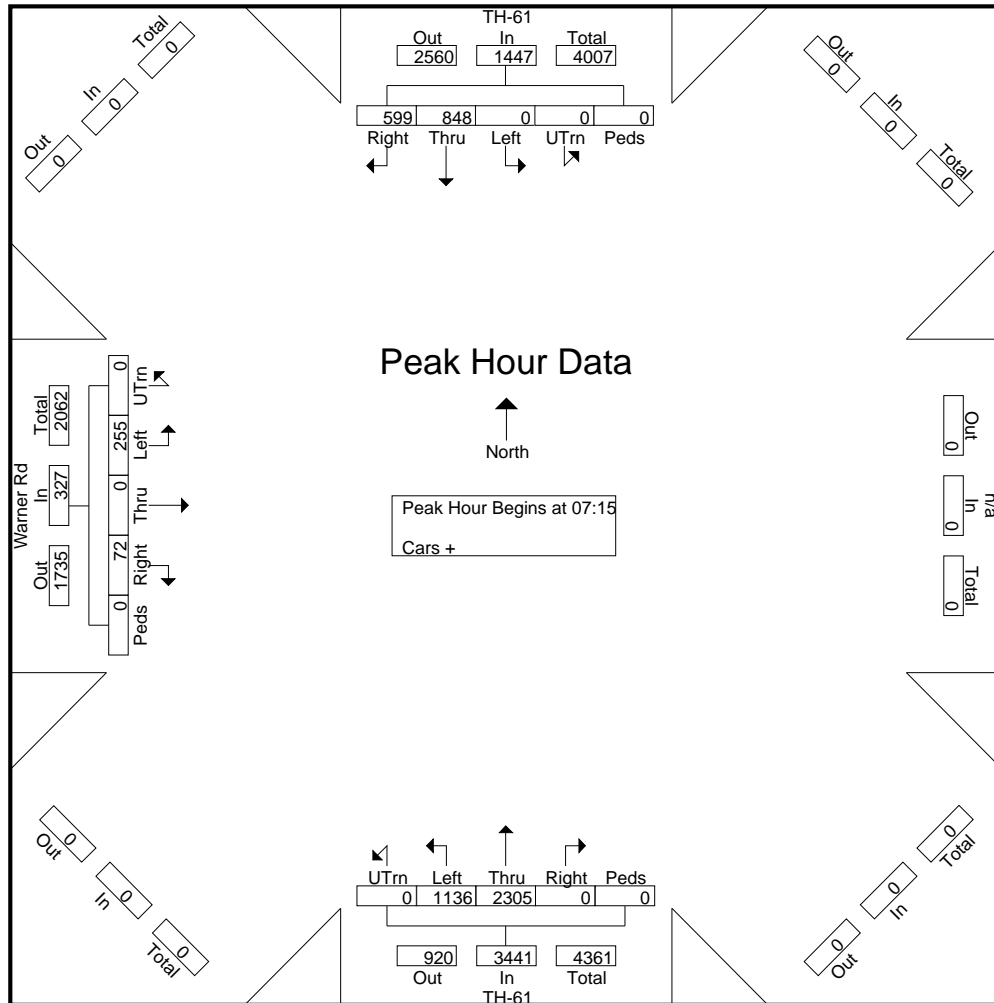 TH-61
Out In Total
2560 1447 4007
599 848 0 0 0
Right Thru Left UTrn Peds
Total
0
In
0
Out
0
Out
0
In
0
Total
0
Peak Hour Data
North
Peak Hour Begins at 07:15
Cars +
Warner Rd
Out In Total
1735 327 2062
0 72 0 255 0
Peds Right Thru Left UTrn
n/a
Out In Total
0 0 0
Out
0
In
0
Total
0
Total
0
In
0
Out
0
UTrn Left Thru Right Peds
0 1136 2305 0 0
920 3441 4361
Out In Total
TH-61